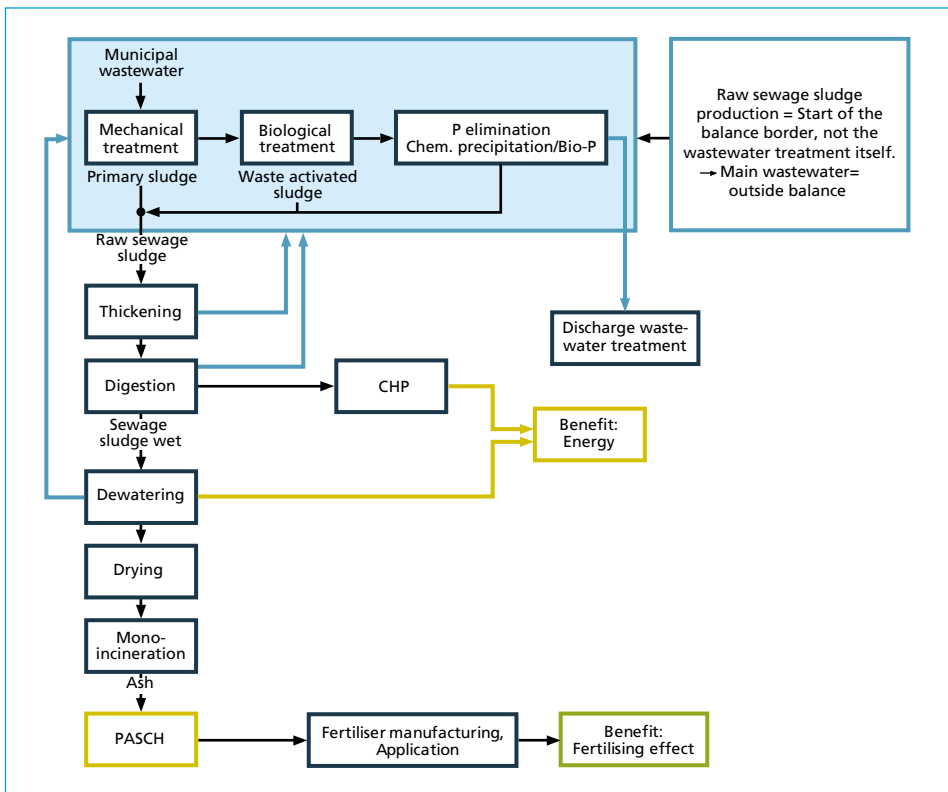 Municipal
wastewater
Mechanical
treatment
Biological
treatment
P elimination
Chem. precipitation/Bio-P
Primary sludge
Waste activated
sludge
Raw sewage sludge
production = Start of the
balance border, not the
wastewater treatment itself.
→ Main wastewater=
outside balance
Raw sewage
sludge
Thickening
Discharge waste-
water treatment
Digestion
CHP
Sewage
sludge wet
Benefit:
Energy
Dewatering
Drying
Mono-
incineration
Ash
PASCH
Fertiliser manufacturing,
Application
Benefit:
Fertilising effect